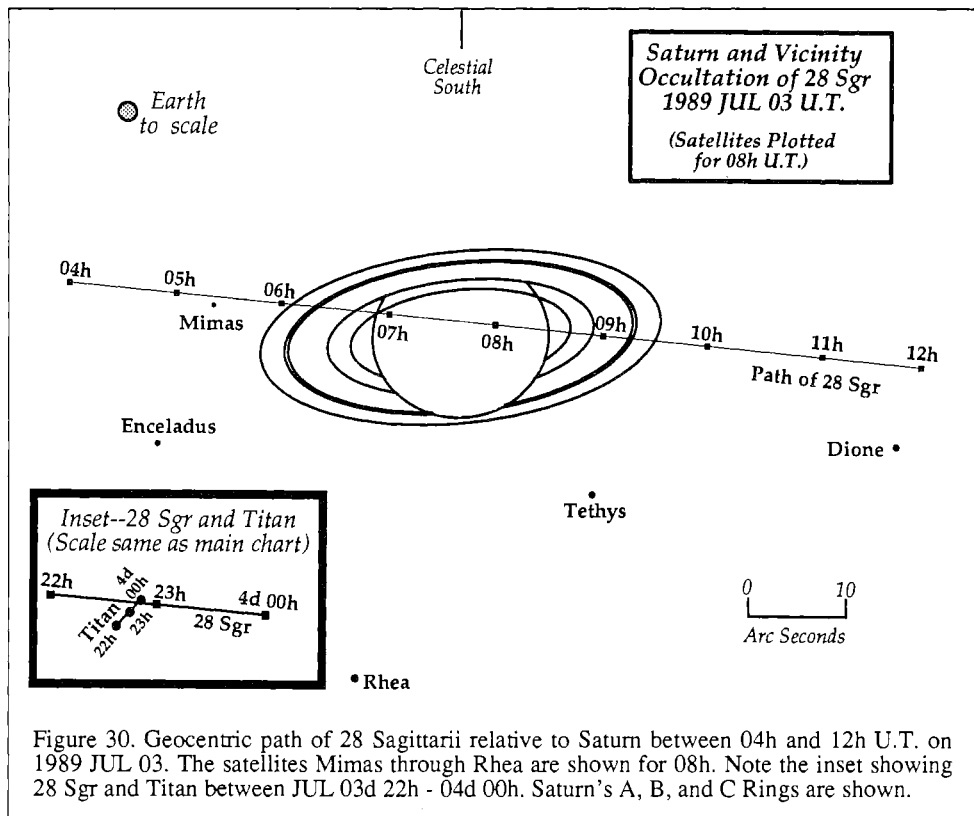 Celestial
South
Saturn and Vicinity
Occultation of 28 Sgr
1989 JUL 03 U.T.
(Satellites Plotted
for 08h U.T.)
Earth
to scale
04h
05h
06h
07h
08h
09h
10h
11h
12h
Path of 28 Sgr
Mimas
Enceladus
Dione
Tethys
Inset--28 Sgr and Titan
(Scale same as main chart)
22h
4d
00h
23h
4d 00h
Titan
22h
23h
28 Sgr
0 10
Arc Seconds
Rhea
Figure 30. Geocentric path of 28 Sagittarii relative to Saturn between 04h and 12h U.T. on
1989 JUL 03. The satellites Mimas through Rhea are shown for 08h. Note the inset showing
28 Sgr and Titan between JUL 03d 22h - 04d 00h. Saturn's A, B, and C Rings are shown.